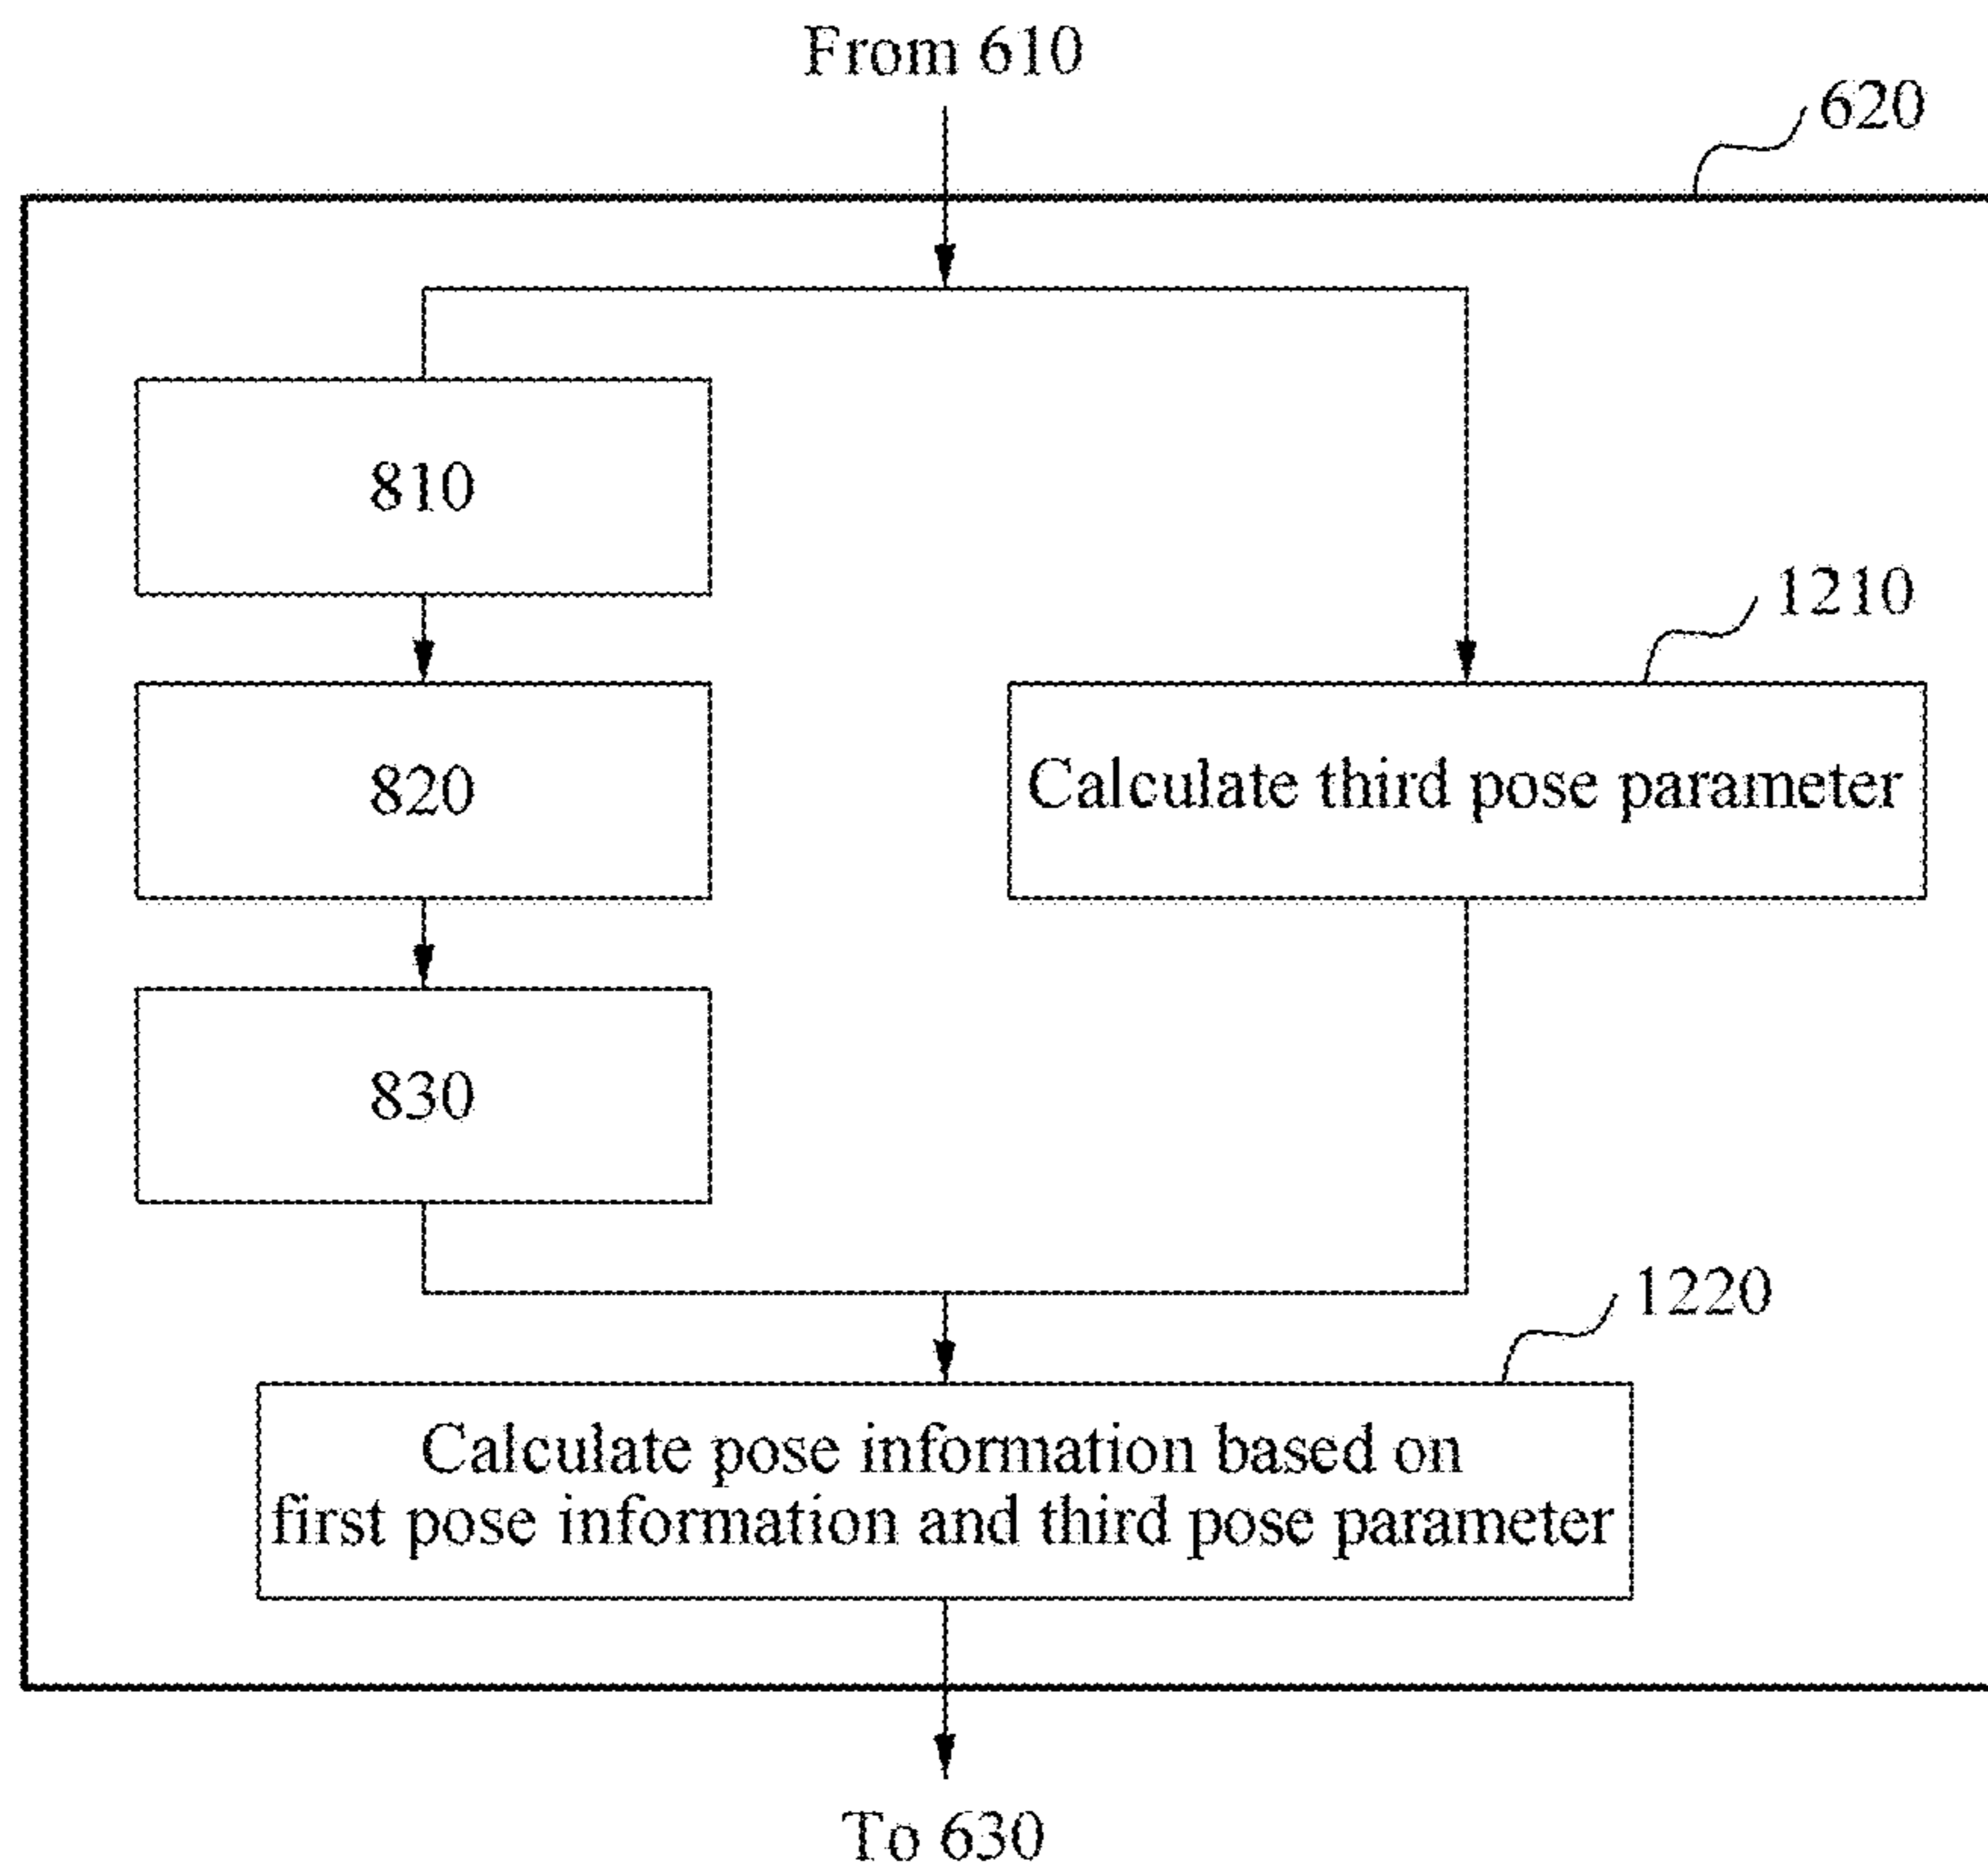 From 610
620
810
1210
820
Calculate third pose parameter
830
1220
Calculate pose information based on
first pose information and third pose parameter
To 630